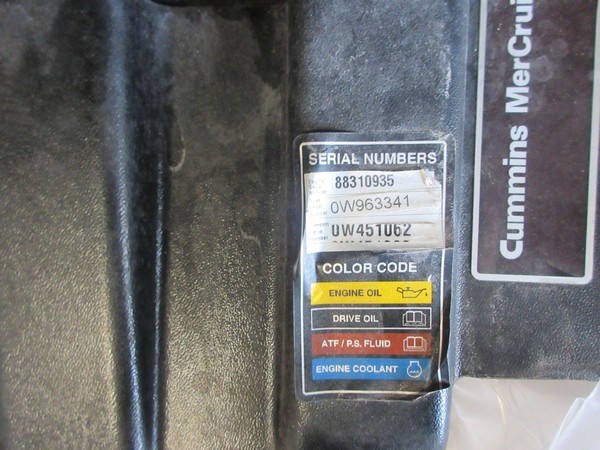 SERIAL NUMBERS
88310935
0W963341
0W451062
COLOR CODE
ENGINE OIL
DRIVE OIL
ATF / P.S. FLUID
ENGINE COOLANT
Cummins MerCrui